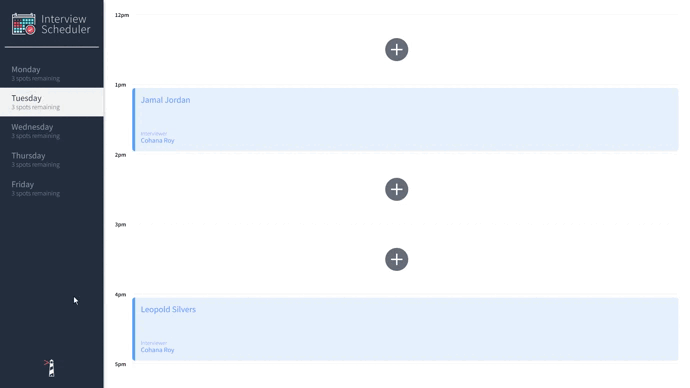 Interview
Scheduler
Monday
3 spots remaining
Tuesday
3 spots remaining
Wednesday
3 spots remaining
Thursday
3 spots remaining
Friday
3 spots remaining
12pm
1pm
Jamal Jordan
Interviewer
Cohana Roy
2pm
3pm
4pm
Leopold Silvers
Interviewer
Cohana Roy
5pm